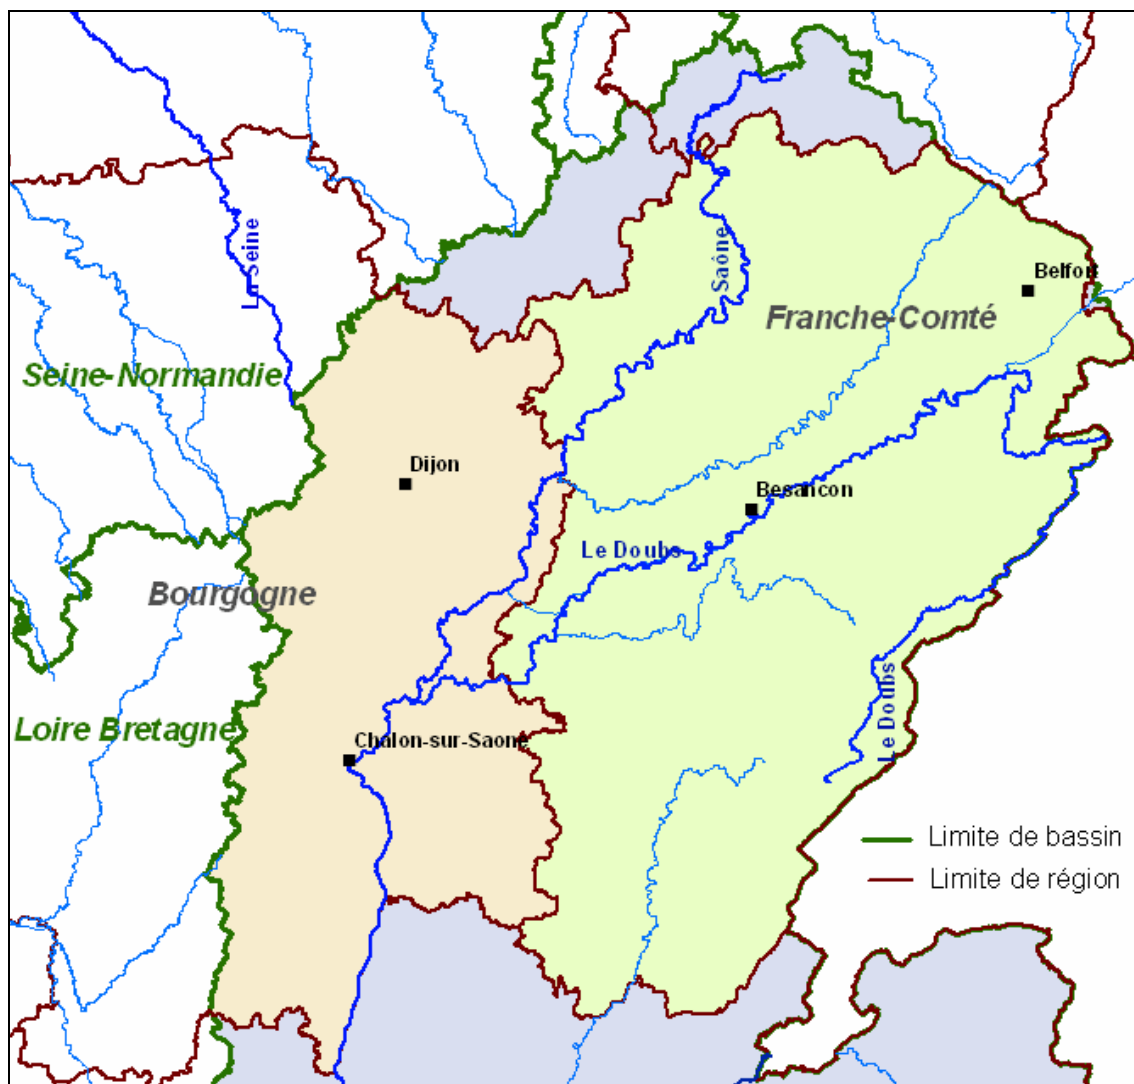 La Seine
Saône
Belfort
Franche-Comté
Seine-Normandie
Dijon
Besancon
Le Doubs
Bourgogne
Le Doubs
Loire Bretagne
Chalon-sur-Saone
Limite de bassin
Limite de région